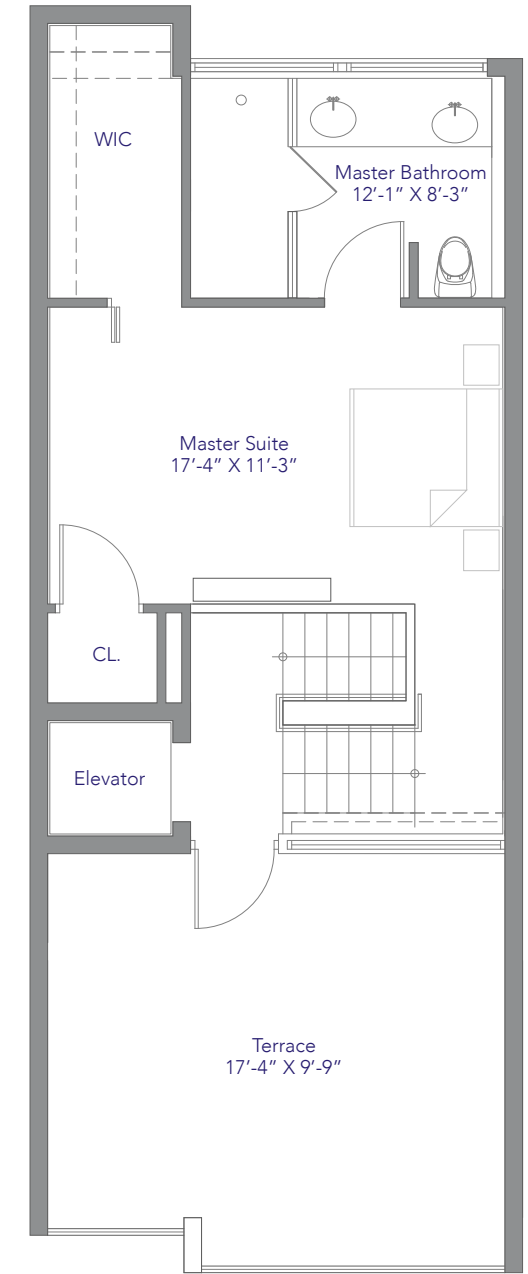 WIC
Master Bathroom
12’-1” X 8’-3”
Master Suite
17’-4” X 11’-3”
CL.
Elevator
Terrace
17’-4” X 9’-9”